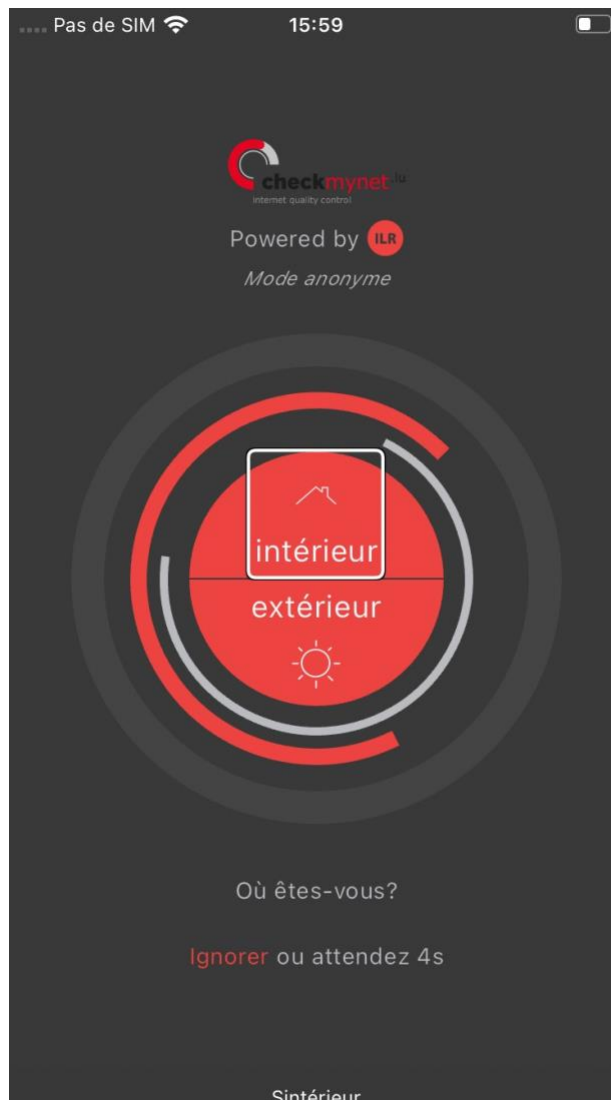 Pas de SIM
15:59
checkmynet.lu
internet quality control
Powered by ILR
Mode anonyme
intérieur
extérieur
Où êtes-vous?
Ignorer ou attendez 4s
Sintérieur